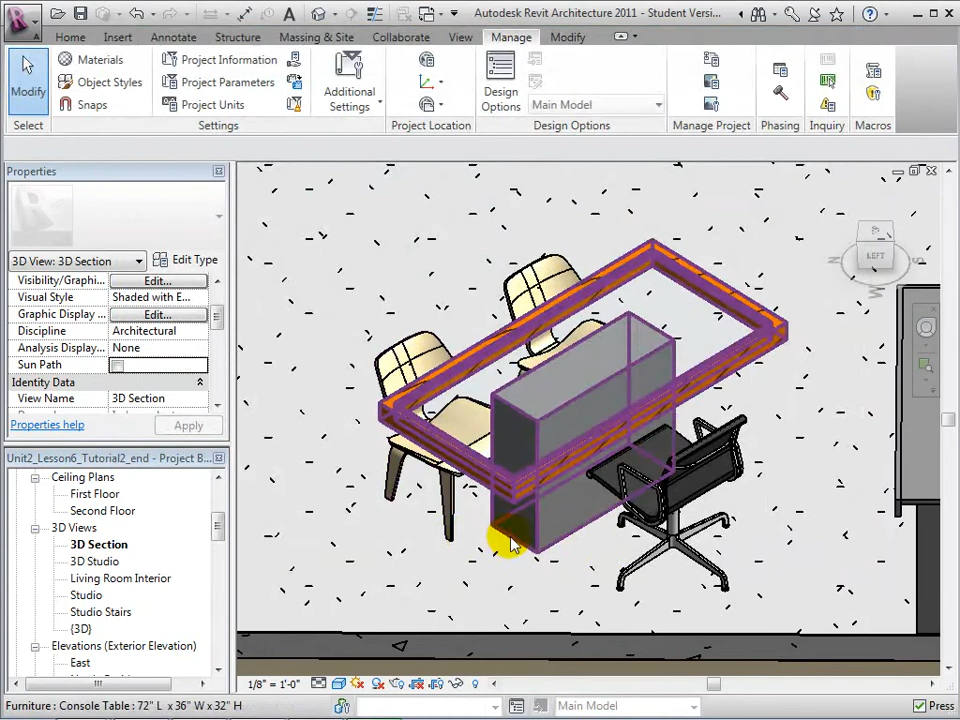 Autodesk Revit Architecture 2011 - Student Versi...
Home Insert Annotate Structure Massing & Site Collaborate View Manage Modify
Modify
Materials
Object Styles
Snaps
Project Information
Project Parameters
Project Units
Additional
Settings
Design
Options
Main Model
Select Settings Project Location Design Options Manage Project Phasing Inquiry Macros
Properties
3D View: 3D Section Edit Type
Visibility/Graphi... Edit...
Visual Style Shaded with E...
Graphic Display ... Edit...
Discipline Architectural
Analysis Display... None
Sun Path
Identity Data
View Name 3D Section
Properties help Apply
Unit2_Lesson6_Tutorial2_end - Project B...
Ceiling Plans
First Floor
Second Floor
3D Views
3D Section
3D Studio
Living Room Interior
Studio
Studio Stairs
{3D}
Elevations (Exterior Elevation)
East
LEFT
1/8" = 1'-0"
Furniture : Console Table : 72" L x 36" W x 32" H
:0
Main Model
Press